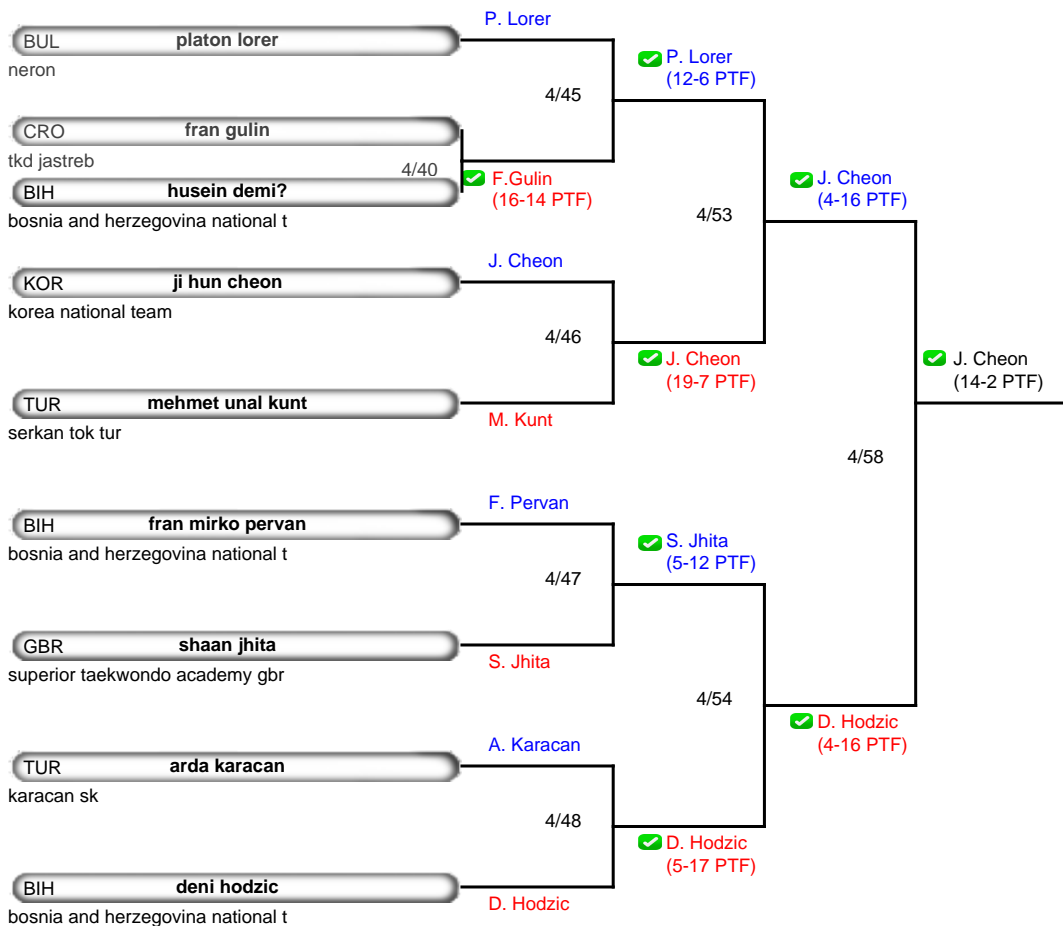 P. Lorer
BUL platon lorer
neron
P. Lorer
(12-6 PTF)
4/45
CRO fran gulin
tkd jastreb
4/40
F.Gulin
(16-14 PTF)
BIH husein demi?
bosnia and herzegovina national t
J. Cheon
(4-16 PTF)
4/53
J. Cheon
KOR ji hun cheon
korea national team
4/46
J. Cheon
(19-7 PTF)
J. Cheon
(14-2 PTF)
TUR mehmet unal kunt
serkan tok tur
M. Kunt
4/58
F. Pervan
BIH fran mirko pervan
bosnia and herzegovina national t
S. Jhita
(5-12 PTF)
4/47
GBR shaan jhita
superior taekwondo academy gbr
S. Jhita
4/54
D. Hodzic
(4-16 PTF)
A. Karacan
TUR arda karacan
karacan sk
4/48
D. Hodzic
(5-17 PTF)
BIH deni hodzic
bosnia and herzegovina national t
D. Hodzic